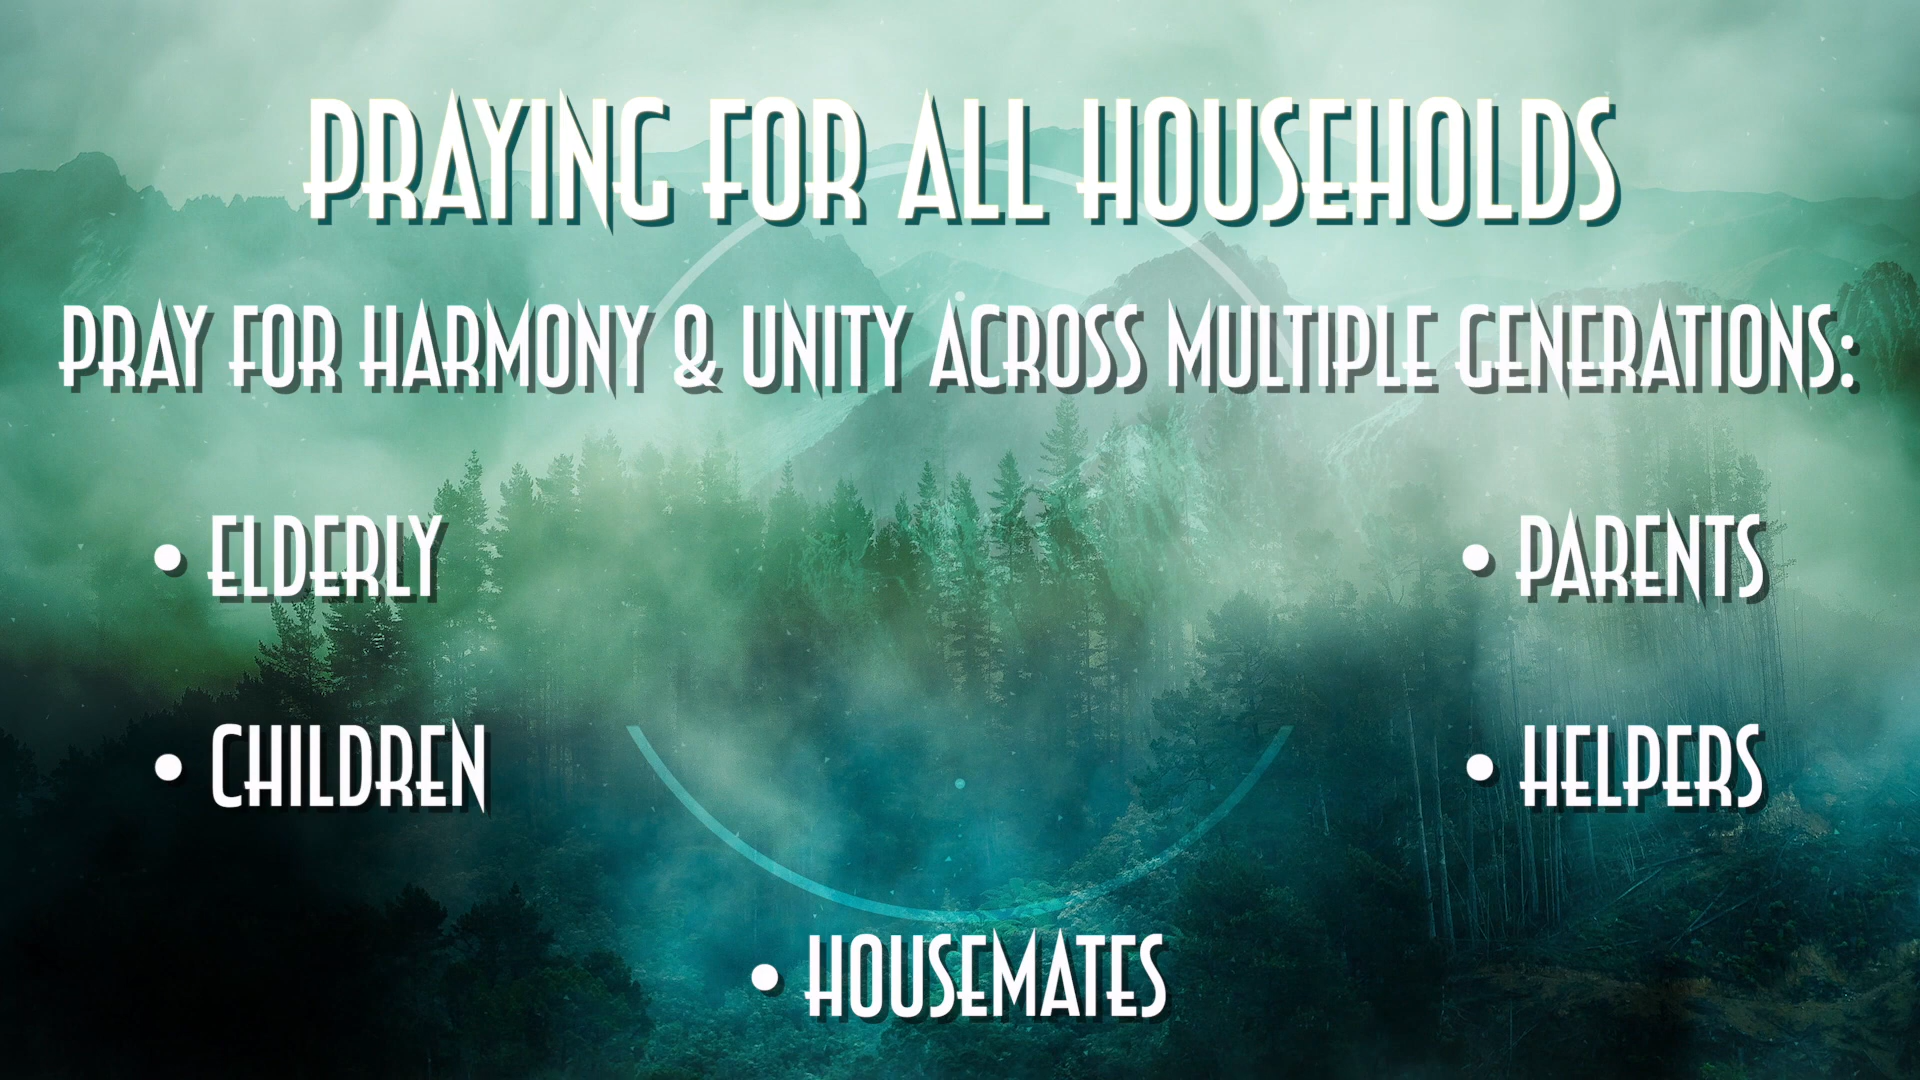 PRAYING FOR ALL HOUSEHOLDS
PRAY FOR HARMONY & UNITY ACROSS MULTIPLE GENERATIONS:
• ELDERLY
• PARENTS
• CHILDREN
• HELPERS
• HOUSEMATES